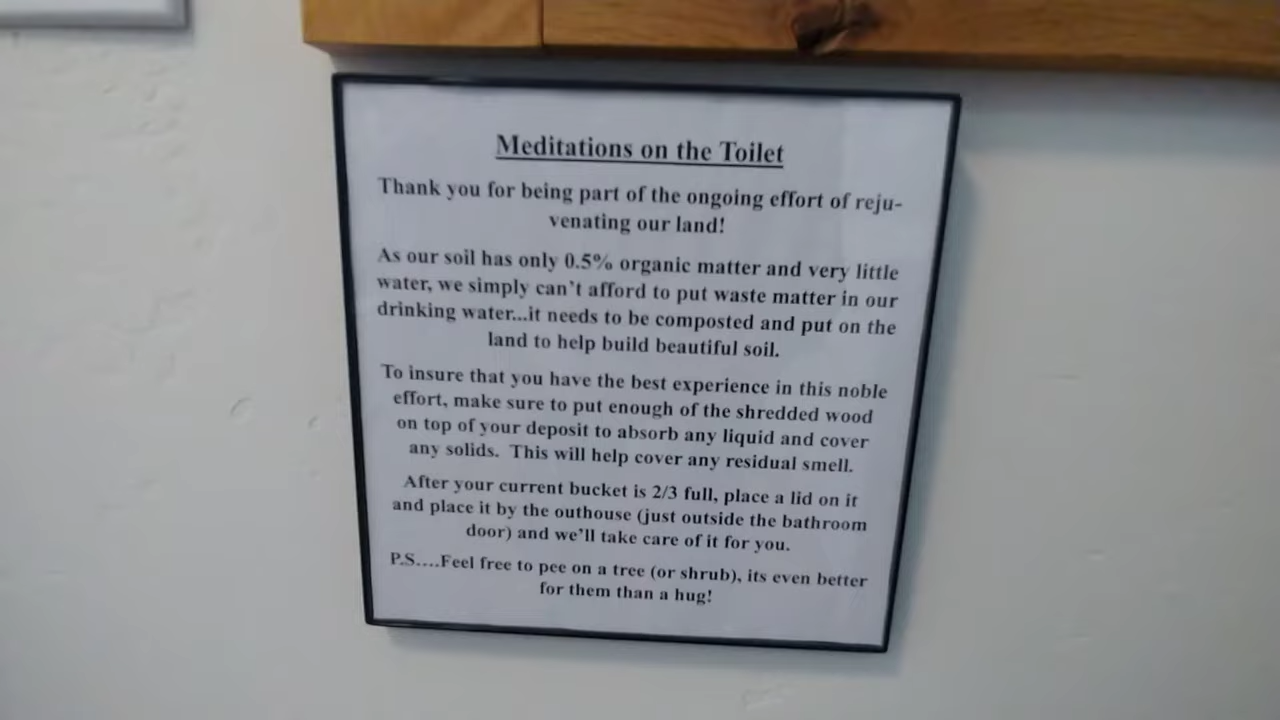 Meditations on the Toilet
Thank you for being part of the ongoing effort of reju-
venating our land!
As our soil has only 0.5% organic matter and very little
water, we simply can't afford to put waste matter in our
drinking water...it needs to be composted and put on the
land to help build beautiful soil.
To insure that you have the best experience in this noble
effort, make sure to put enough of the shredded wood
on top of your deposit to absorb any liquid and cover
any solids.  This will help cover any residual smell.
After your current bucket is 2/3 full, place a lid on it
and place it by the outhouse (just outside the bathroom
door) and we'll take care of it for you.
P.S....Feel free to pee on a tree (or shrub), its even better
for them than a hug!